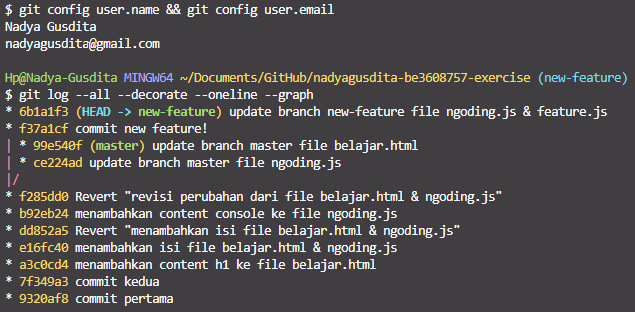 $ git config user.name && git config user.email
Nadya Gusdita
nadyagusdita@gmail.com
Hp@Nadya-Gusdita MINGW64 ~/Documents/GitHub/nadyagusdita-be3608757-exercise (new-feature)
$ git log --all --decorate --oneline --graph
* 6b1a1f3 (HEAD -> new-feature) update branch new-feature file ngoding.js & feature.js
* f37a1cf commit new feature!
| * 99e540f (master) update branch master file belajar.html
| * ce224ad update branch master file ngoding.js
|/
* f285dd0 Revert "revisi perubahan dari file belajar.html & ngoding.js"
* b92eb24 menambahkan content console ke file ngoding.js
* dd852a5 Revert "menambahkan isi file belajar.html & ngoding.js"
* e16fc40 menambahkan isi file belajar.html & ngoding.js
* a3c0cd4 menambahkan content h1 ke file belajar.html
* 7f349a3 commit kedua
* 9320af8 commit pertama